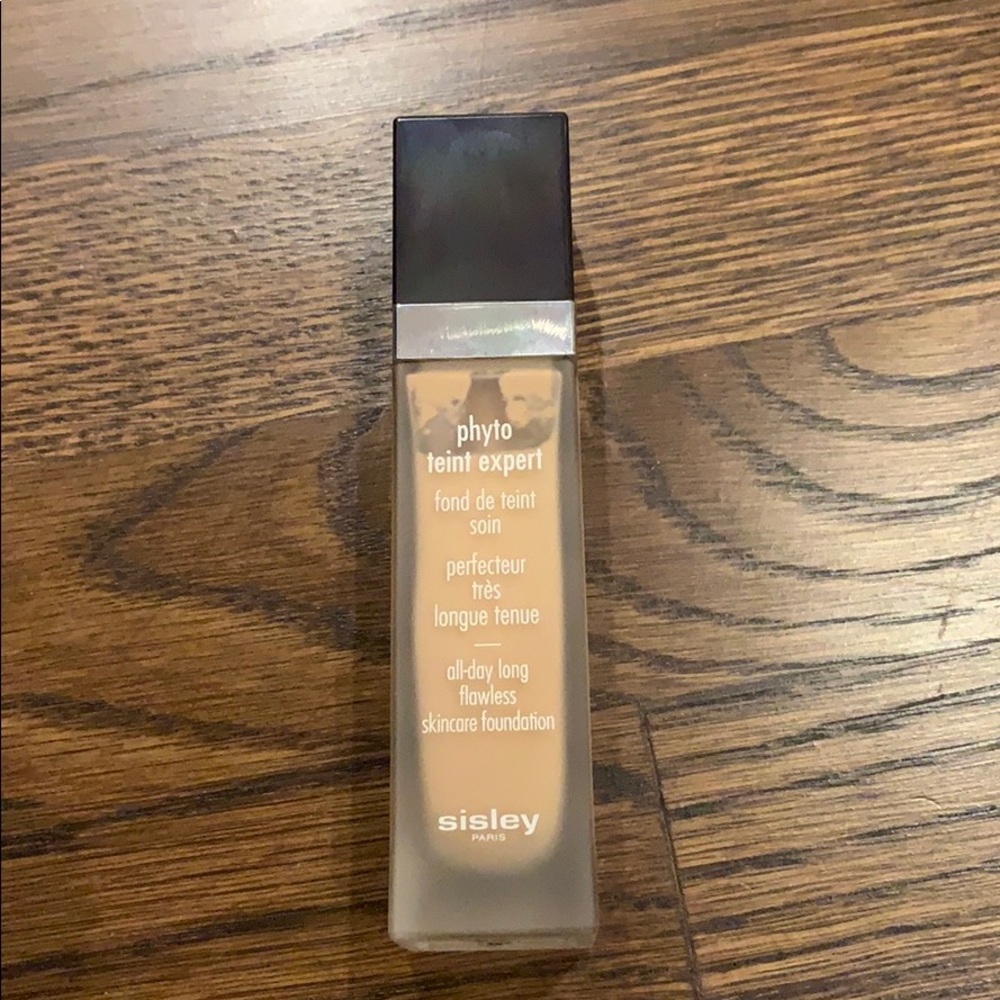 phyto
teint expert
fond de teint
soin
perfecteur
très
longue tenue
all-day long
flawless
skincare foundation
sisley
PARIS